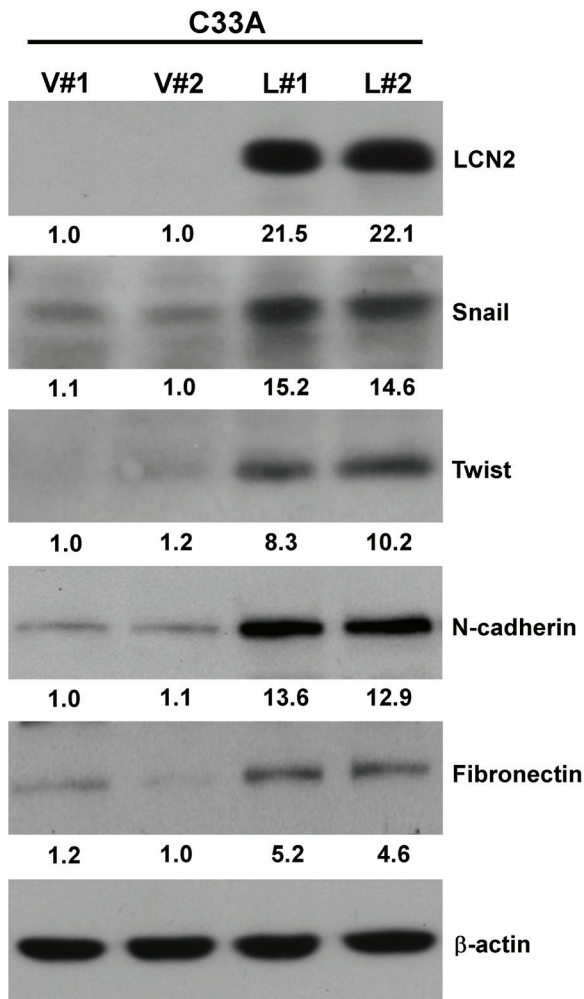 C33A
V#1 V#2 L#1 L#2
LCN2
1.0 1.0 21.5 22.1
Snail
1.1 1.0 15.2 14.6
Twist
1.0 1.2 8.3 10.2
N-cadherin
1.0 1.1 13.6 12.9
Fibronectin
1.2 1.0 5.2 4.6
β-actin